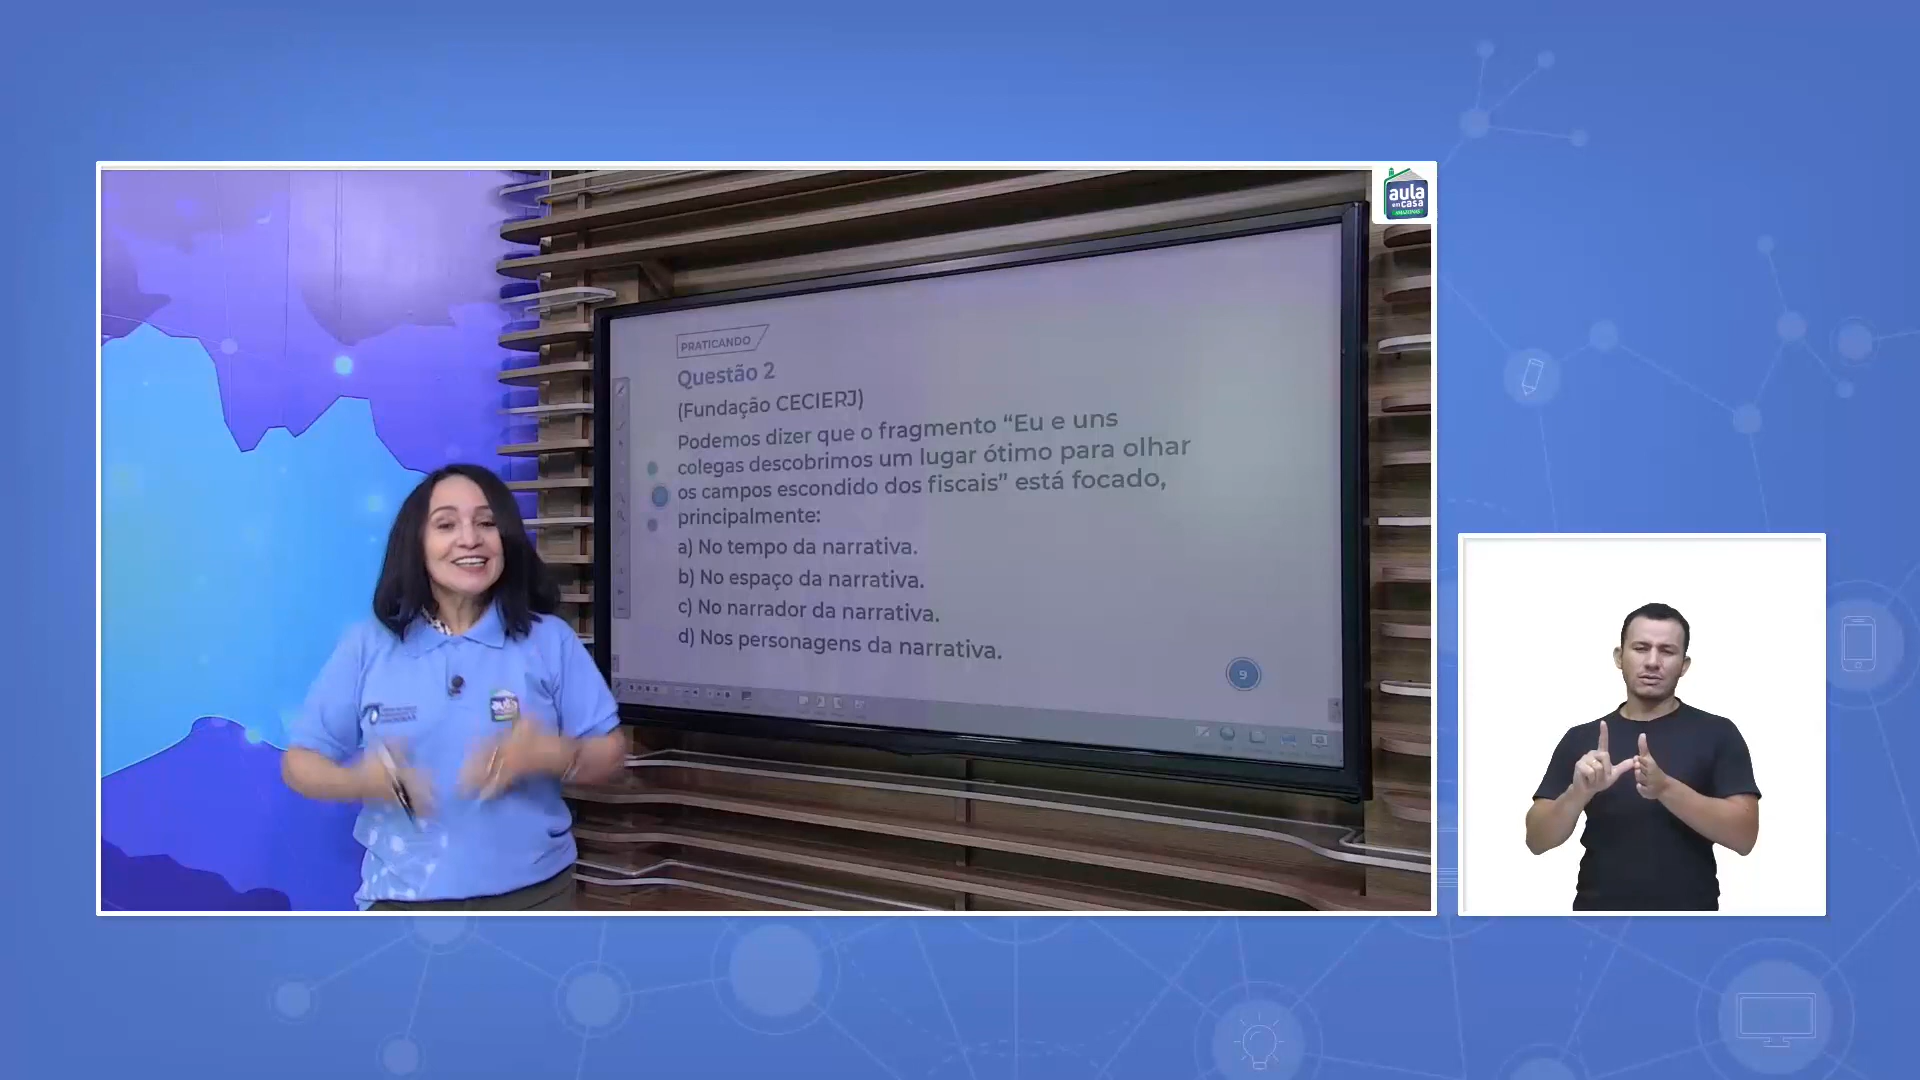 aula
em casa
AMAZONAS
PRATICANDO
Questão 2
(Fundação CECIERJ)
Podemos dizer que o fragmento “Eu e uns
colegas descobrimos um lugar ótimo para olhar
os campos escondido dos fiscais” está focado,
principalmente:
a) No tempo da narrativa.
b) No espaço da narrativa.
c) No narrador da narrativa.
d) Nos personagens da narrativa.
9
aula